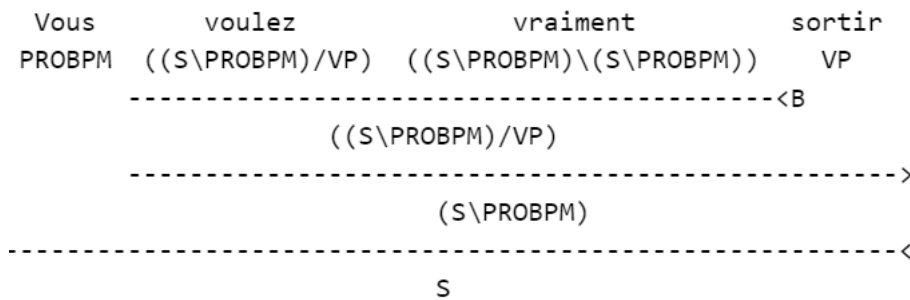 Vous voulez vraiment sortir
PROBPM ((S\PROBPM)/VP) ((S\PROBPM)\(S\PROBPM)) VP
------------------------------------------<B
((S\PROBPM)/VP)
-------------------------------------------------->
(S\PROBPM)
----------------------------------------------------------<
S